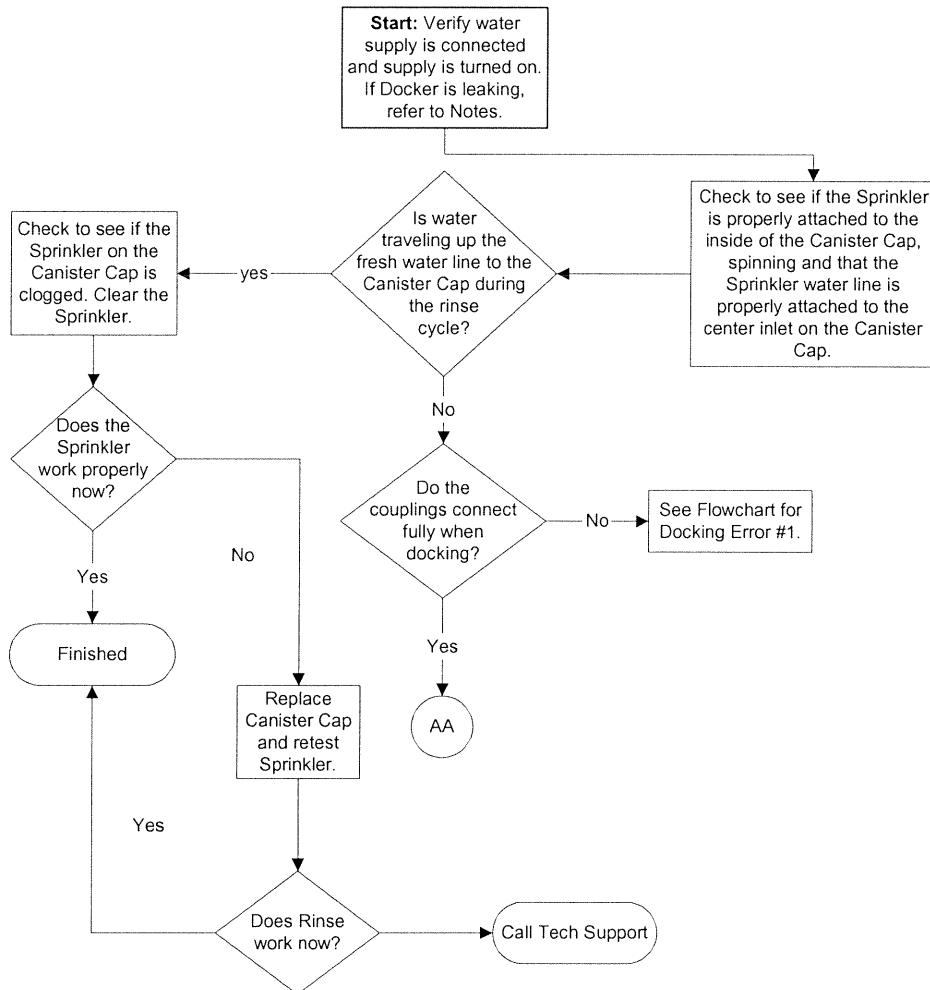 Start: Verify water
supply is connected
and supply is turned on.
If Docker is leaking,
refer to Notes.
Check to see if the Sprinkler
is properly attached to the
inside of the Canister Cap,
spinning and that the
Sprinkler water line is
properly attached to the
center inlet on the Canister
Cap.
Is water
traveling up the
fresh water line to the
Canister Cap during
the rinse
cycle?
yes
Check to see if the
Sprinkler on the
Canister Cap is
clogged. Clear the
Sprinkler.
No
Does the
Sprinkler
work properly
now?
Do the
couplings connect
fully when
docking?
No
See Flowchart for
Docking Error #1.
No
Yes
Yes
Finished
AA
Replace
Canister Cap
and retest
Sprinkler.
Yes
Does Rinse
work now?
Call Tech Support